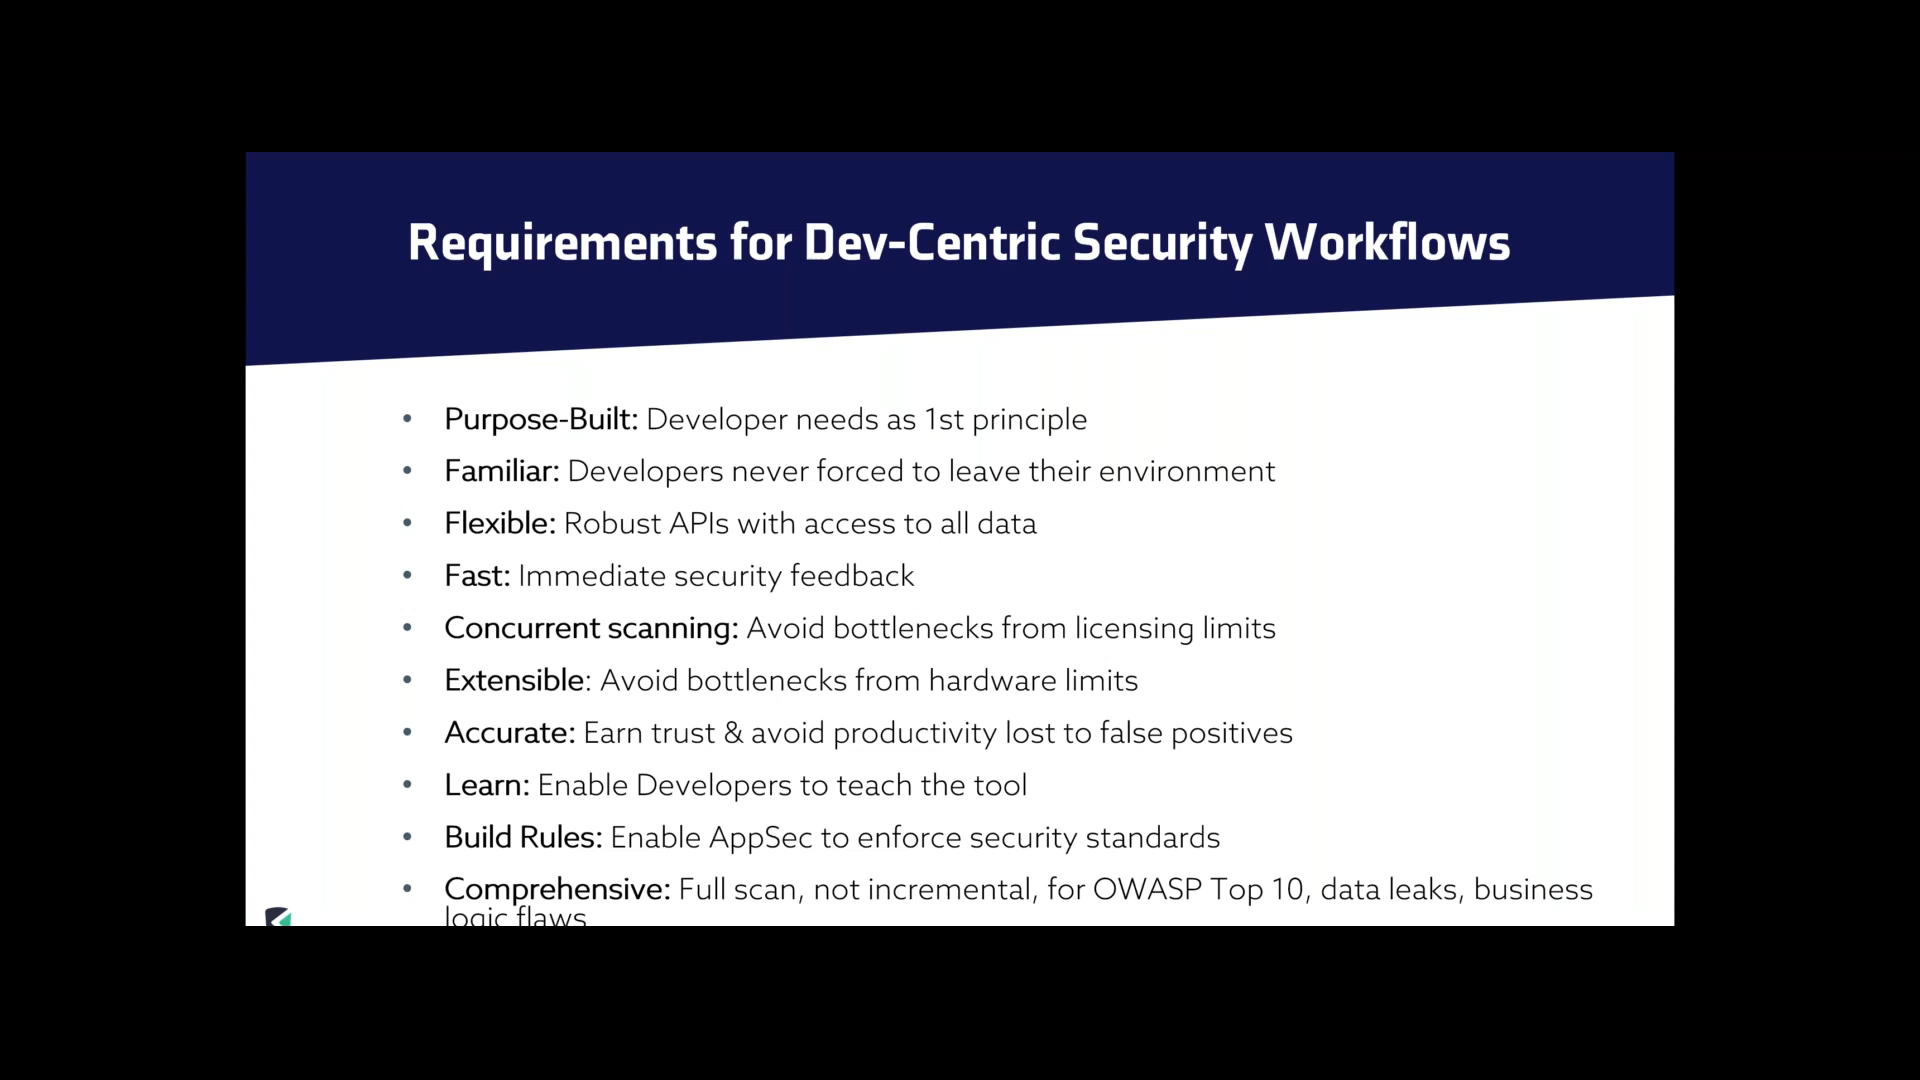 Requirements for Dev-Centric Security Workflows
• Purpose-Built: Developer needs as 1st principle
• Familiar: Developers never forced to leave their environment
• Flexible: Robust APIs with access to all data
• Fast: Immediate security feedback
• Concurrent scanning: Avoid bottlenecks from licensing limits
• Extensible: Avoid bottlenecks from hardware limits
• Accurate: Earn trust & avoid productivity lost to false positives
• Learn: Enable Developers to teach the tool
• Build Rules: Enable AppSec to enforce security standards
• Comprehensive: Full scan, not incremental, for OWASP Top 10, data leaks, business
logic flaws